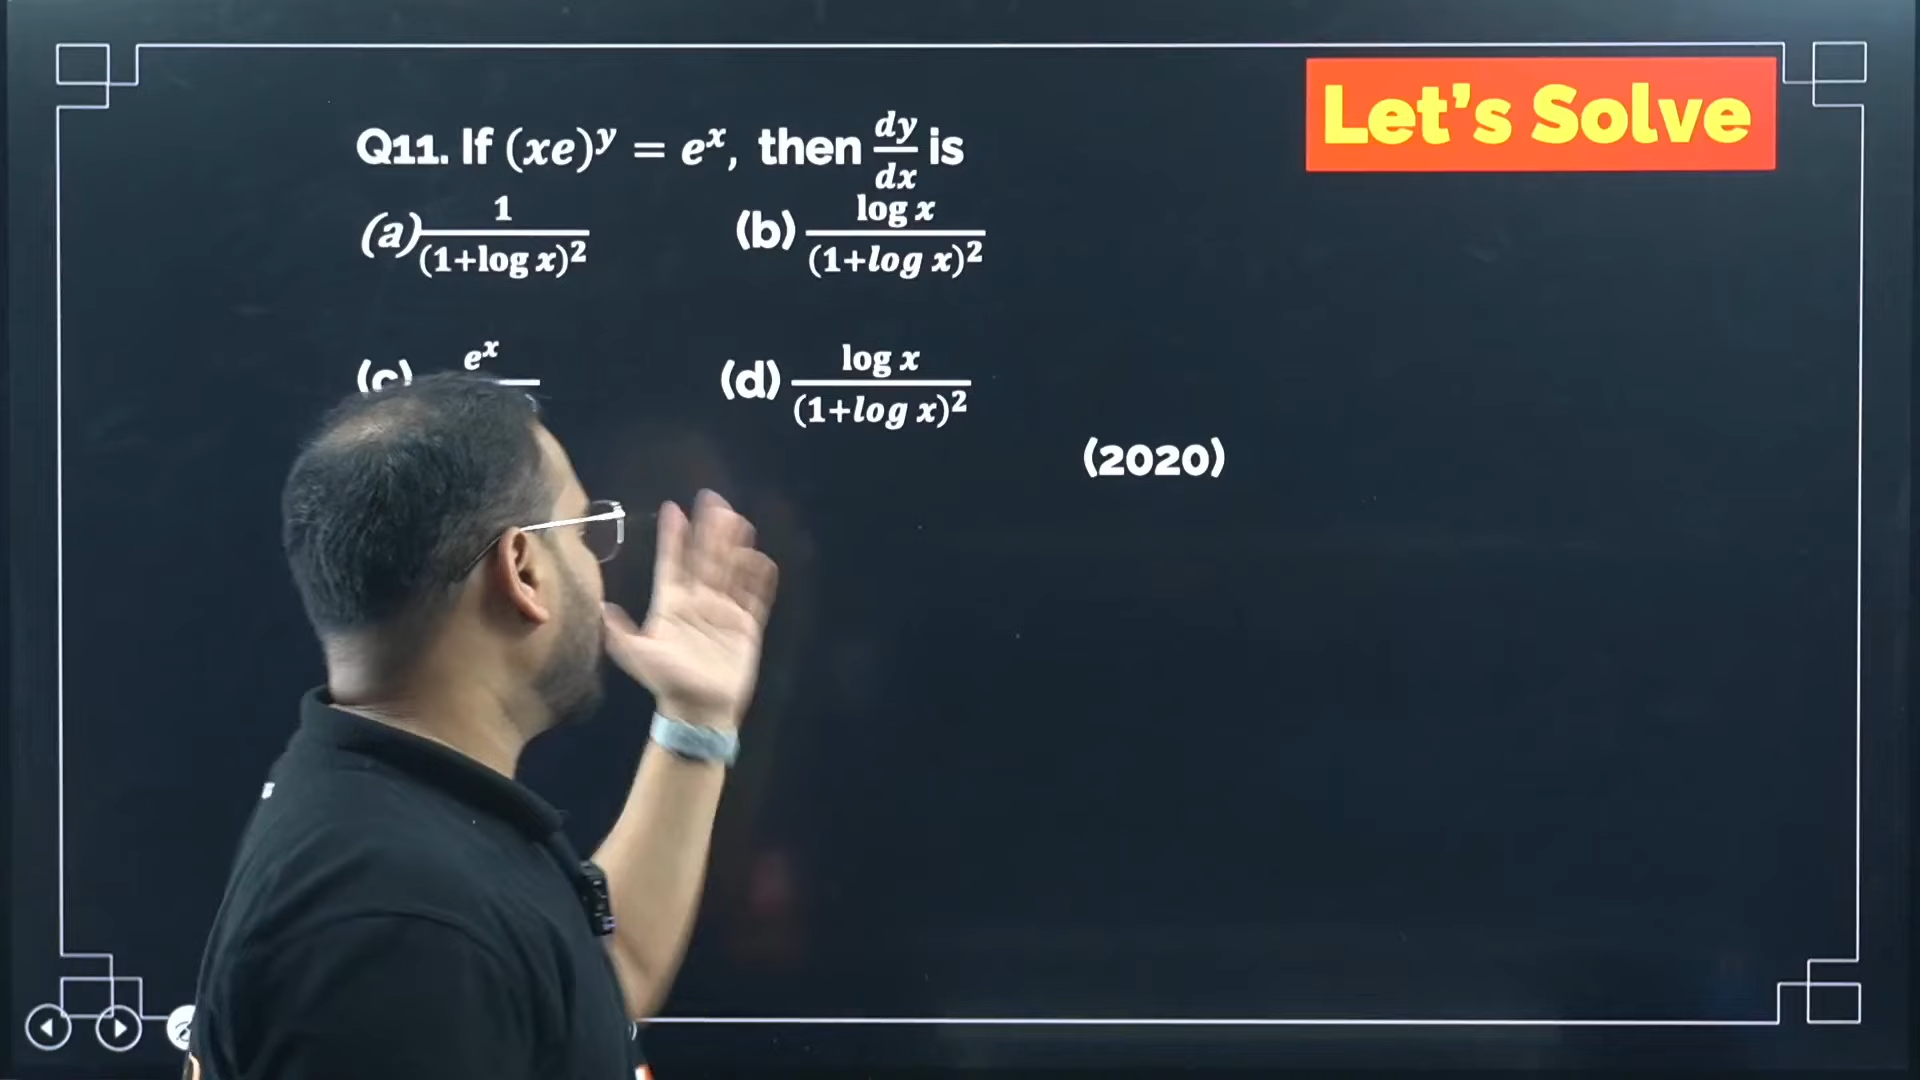 Let's Solve
Q11. If (xe)^y = e^x, then dy/dx is
(a) 1/(1+log x)² (b) log x/(1+log x)²
(c) e^x (d) log x/(1+log x)²
(2020)